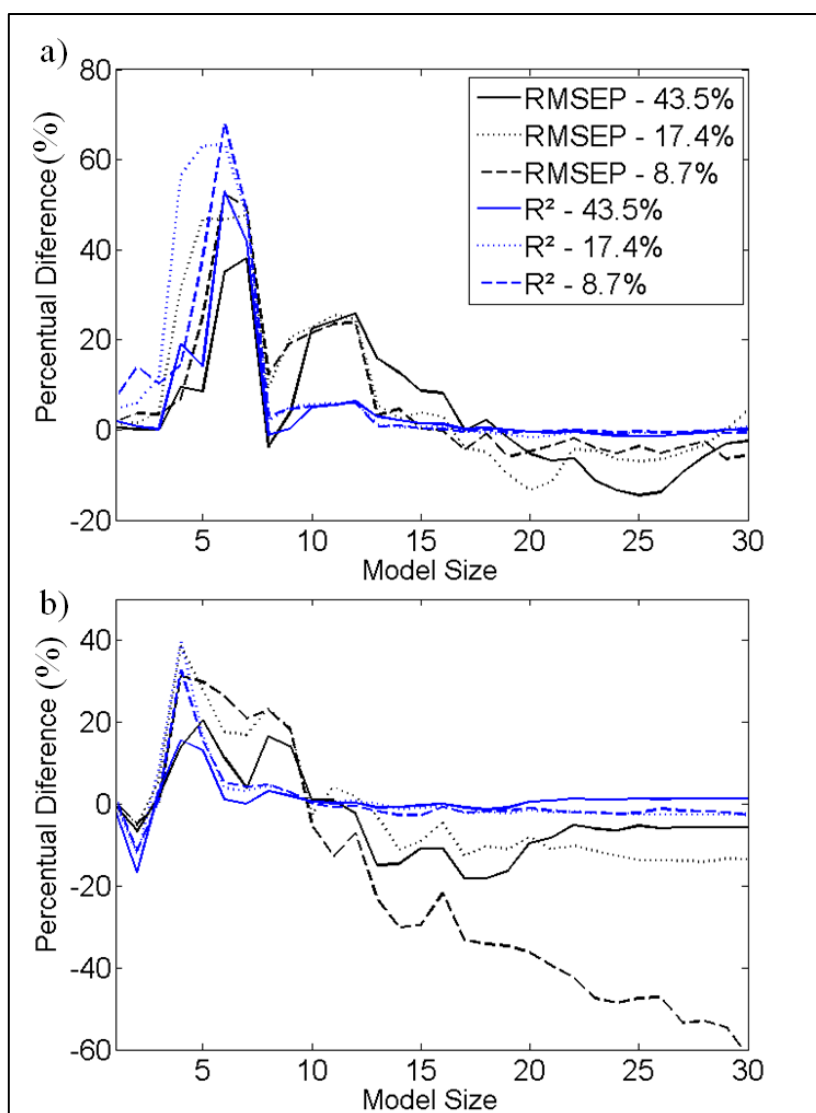 a)
80
60
40
20
0
-20
Percentual Diference (%)
RMSEP - 43.5%
RMSEP - 17.4%
RMSEP - 8.7%
R² - 43.5%
R² - 17.4%
R² - 8.7%
5 10 15 20 25 30
Model Size
b)
40
20
0
-20
-40
-60
Percentual Diference (%)
5 10 15 20 25 30
Model Size